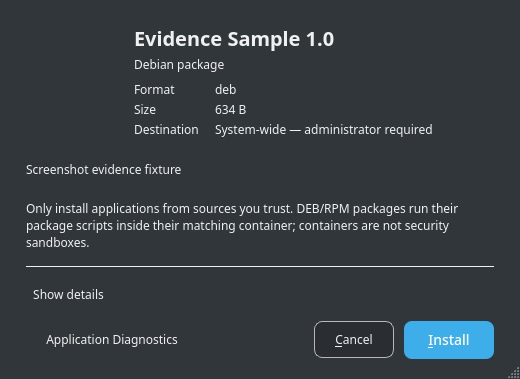 Evidence Sample 1.0
Debian package
Format deb
Size 634 B
Destination System-wide — administrator required
Screenshot evidence fixture
Only install applications from sources you trust. DEB/RPM packages run their
package scripts inside their matching container; containers are not security
sandboxes.
Show details
Application Diagnostics Cancel Install